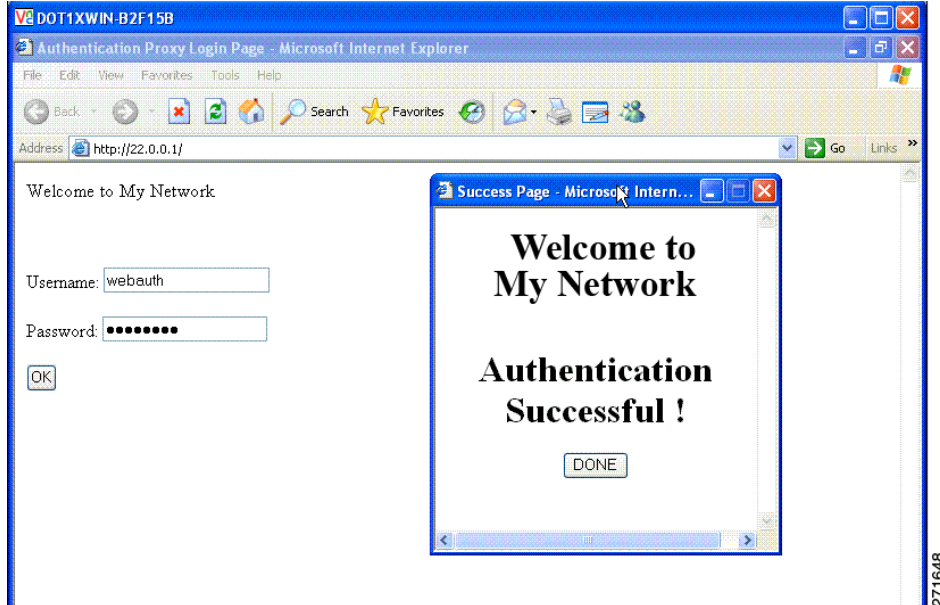 V2 DOT1XWIN-B2F15B
Authentication Proxy Login Page - Microsoft Internet Explorer
File Edit View Favorites Tools Help
Back Search Favorites
Address http://22.0.0.1/ Go Links »
Welcome to My Network
Username: webauth
Password: ●●●●●●●●
OK
Success Page - Microsoft Intern...
Welcome to
My Network
Authentication
Successful !
DONE
271648